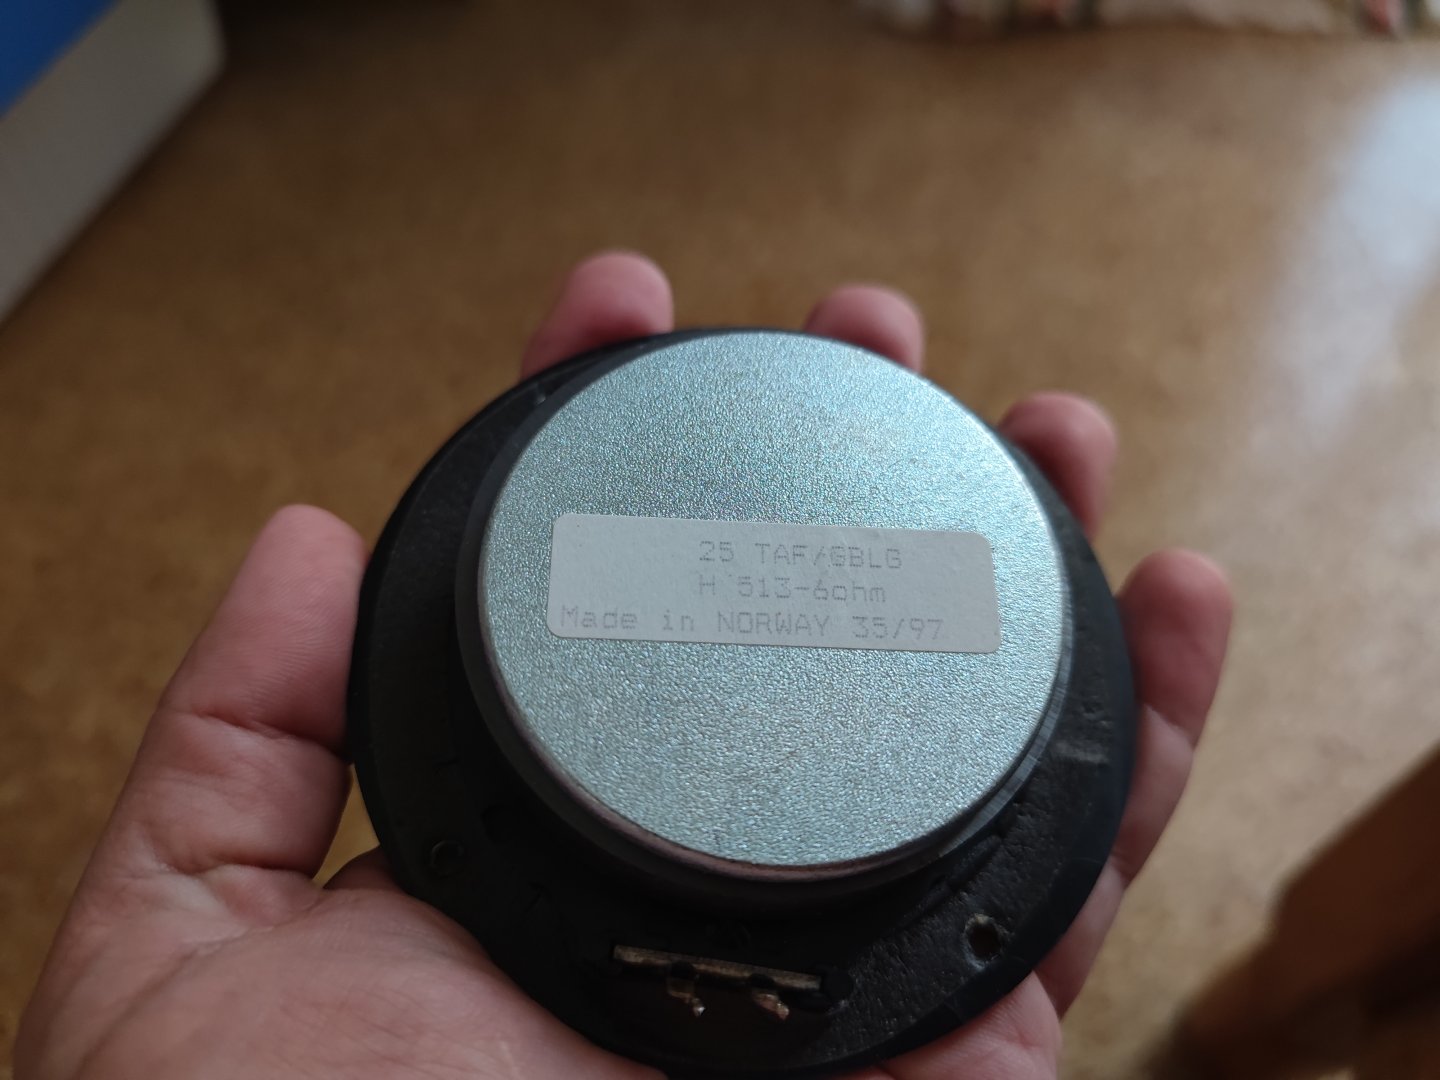 25 TAF/GBLG
H 513-6ohm
Made in NORWAY 35/97